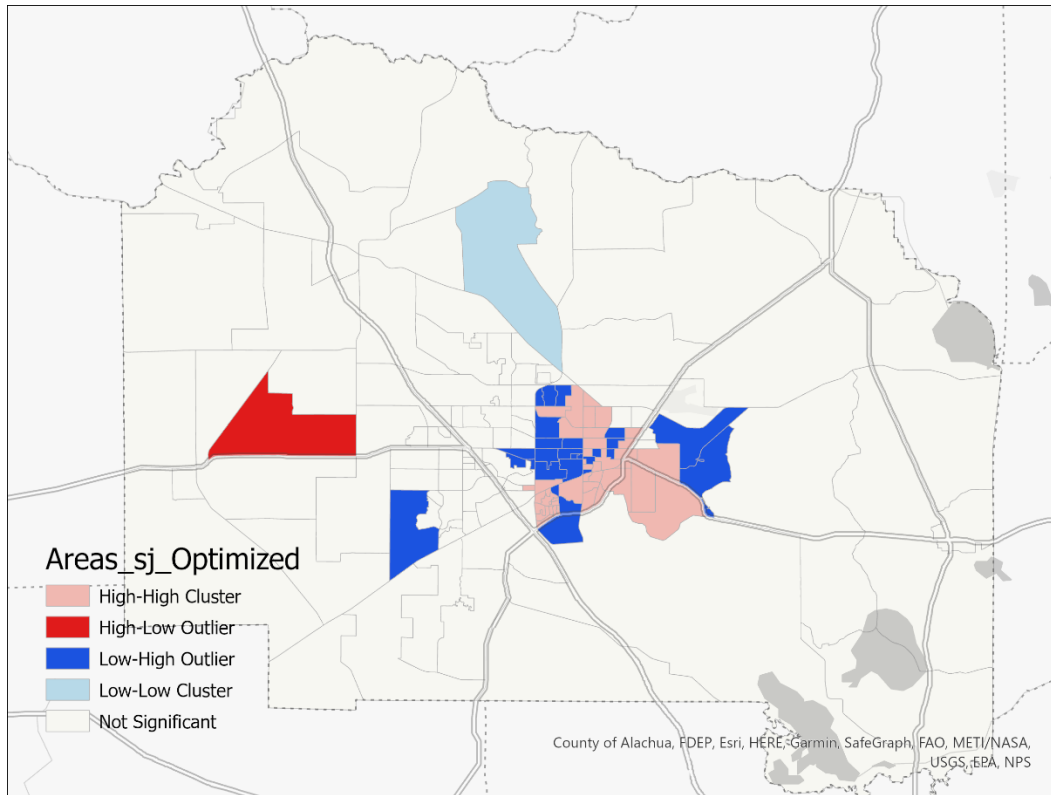 Areas_sj_Optimized
High-High Cluster
High-Low Outlier
Low-High Outlier
Low-Low Cluster
Not Significant
County of Alachua, FDEP, Esri, HERE, Garmin, SafeGraph, FAO, METI/NASA,
USGS, EPA, NPS